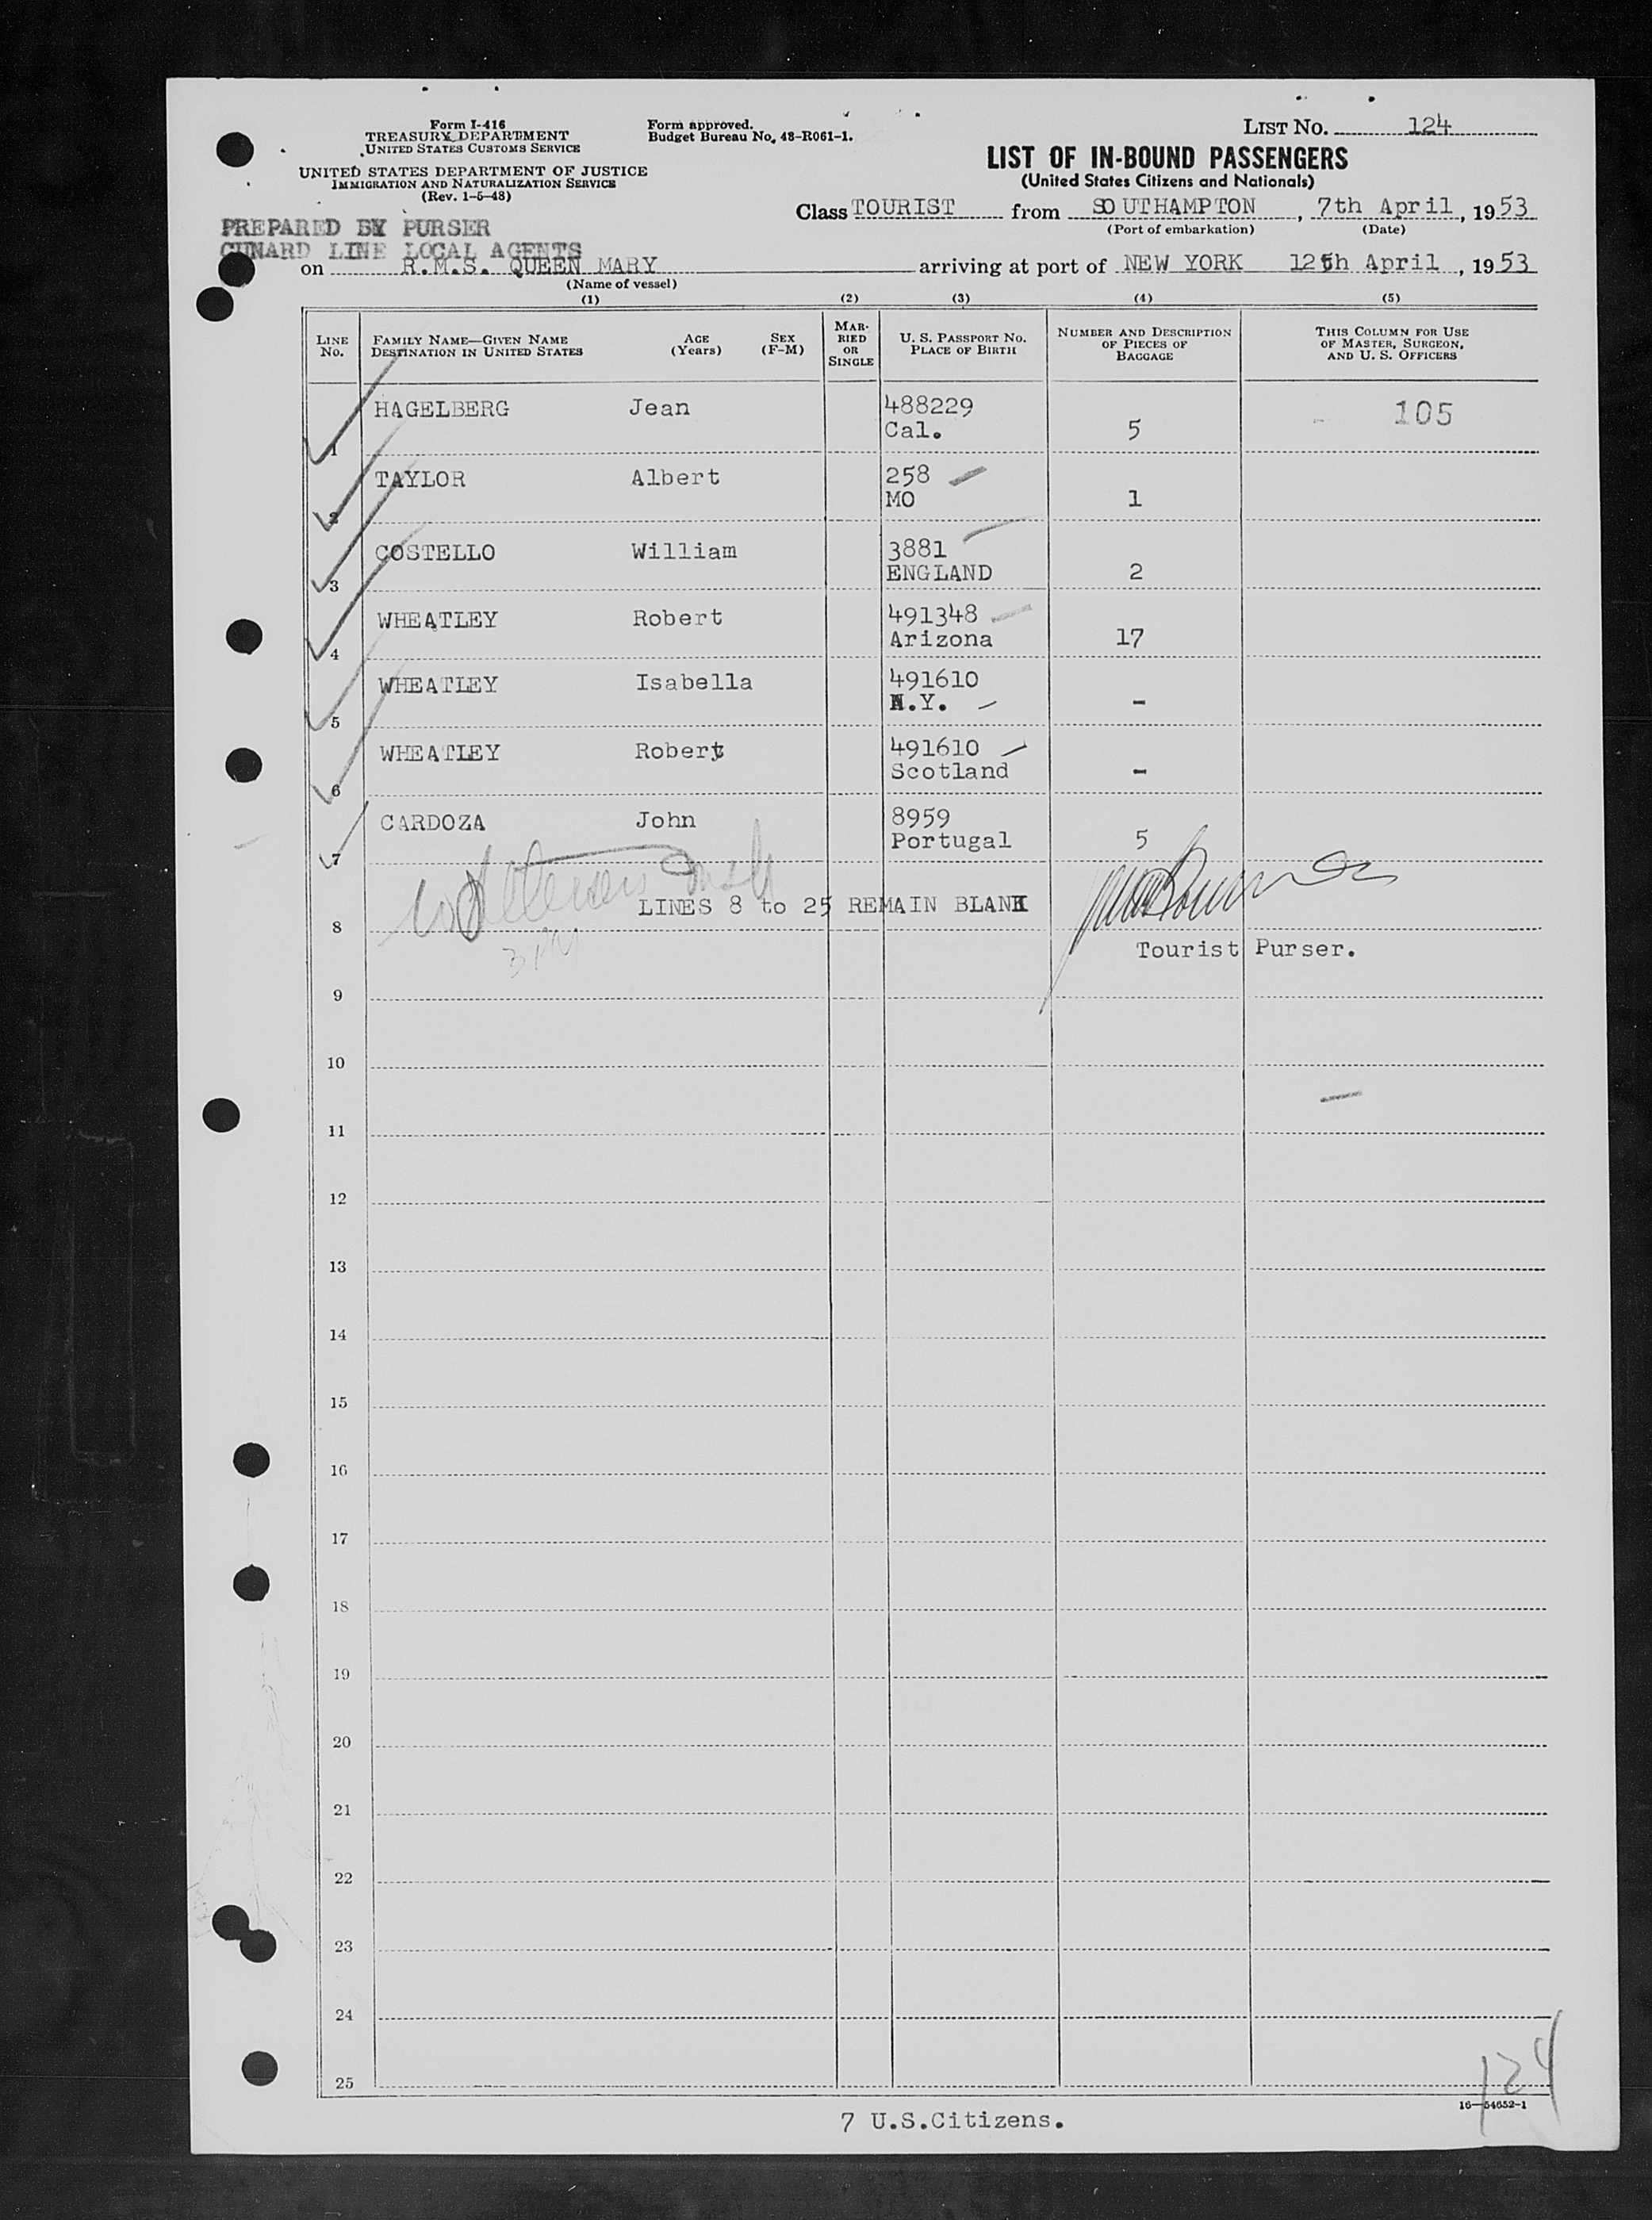 Form I-416
TREASURY DEPARTMENT
UNITED STATES CUSTOMS SERVICE
UNITED STATES DEPARTMENT OF JUSTICE
IMMIGRATION AND NATURALIZATION SERVICE
(Rev. 1-5-48)
Form approved.
Budget Bureau No. 48-R061-1.
LIST NO. 124
LIST OF IN-BOUND PASSENGERS
(United States Citizens and Nationals)
PREPARED BY PURSER
CUNARD LINE LOCAL AGENTS
Class TOURIST from SOUTHAMPTON, 7th April, 1953
(Port of embarkation) (Date)
on R.M.S. QUEEN MARY arriving at port of NEW YORK 12th April, 1953
(Name of vessel)
(1) (2) (3) (4) (5)
LINE No.
FAMILY NAME—GIVEN NAME
DESTINATION IN UNITED STATES
AGE (Years)
SEX (F-M)
MARRIED OR SINGLE
U. S. PASSPORT NO.
PLACE OF BIRTH
NUMBER AND DESCRIPTION OF PIECES OF BAGGAGE
THIS COLUMN FOR USE OF MASTER, SURGEON, AND U. S. OFFICERS
1 HAGELBERG Jean 488229 Cal. 5 105
2 TAYLOR Albert 258 MO 1
3 COSTELLO William 3881 ENGLAND 2
4 WHEATLEY Robert 491348 Arizona 17
5 WHEATLEY Isabella 491610 N.Y. -
6 WHEATLEY Robert 491610 Scotland -
7 CARDOZA John 8959 Portugal 5
LINES 8 to 25 REMAIN BLANK
8
3 PM
Tourist Purser.
9
10
11
12
13
14
15
16
17
18
19
20
21
22
23
24
25
124
16—54652-1
7 U.S.Citizens.